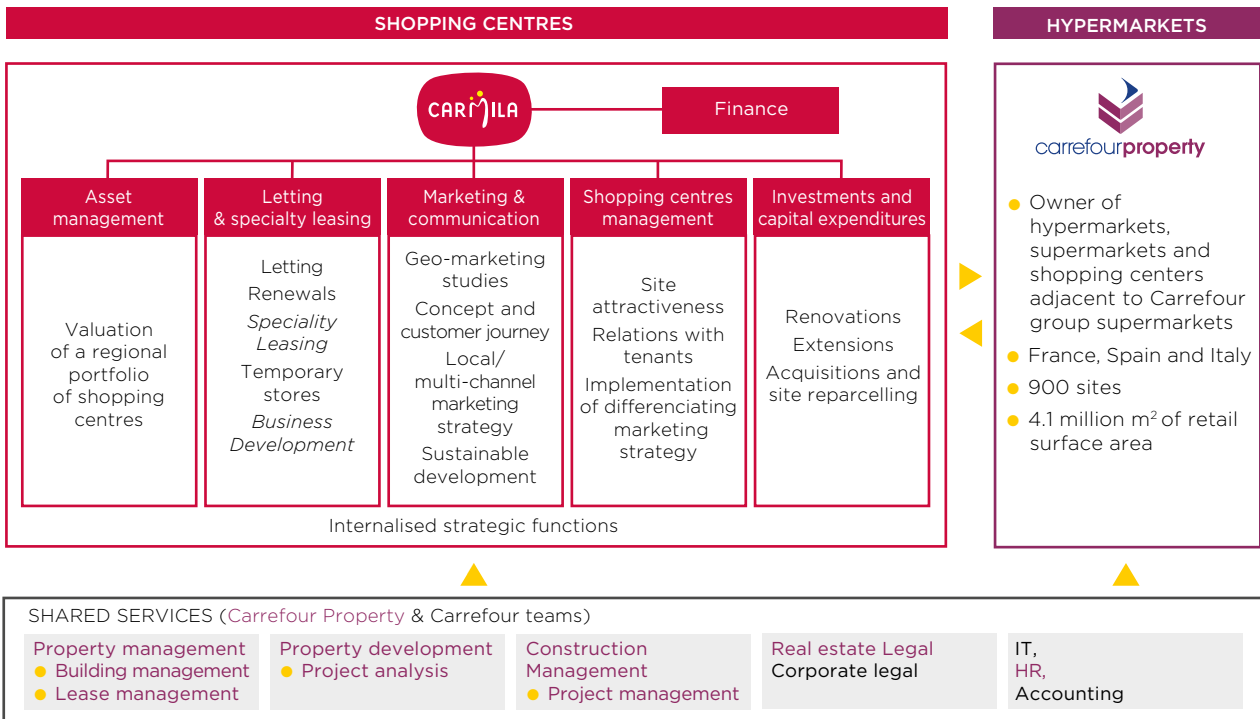 SHOPPING CENTRES
HYPERMARKETS
CARMILA
Finance
Asset
management
Letting
& specialty leasing
Marketing &
communication
Shopping centres
management
Investments and
capital expenditures
Valuation
of a regional
portfolio
of shopping
centres
Letting
Renewals
Speciality
Leasing
Temporary
stores
Business
Development
Geo-marketing
studies
Concept and
customer journey
Local/
multi-channel
marketing
strategy
Sustainable
development
Site
attractiveness
Relations with
tenants
Implementation
of differenciating
marketing
strategy
Renovations
Extensions
Acquisitions and
site reparcelling
Internalised strategic functions
carrefourproperty
Owner of
hypermarkets,
supermarkets and
shopping centers
adjacent to Carrefour
group supermarkets
France, Spain and Italy
900 sites
4.1 million m² of retail
surface area
SHARED SERVICES (Carrefour Property & Carrefour teams)
Property management
Building management
Lease management
Property development
Project analysis
Construction
Management
Project management
Real estate Legal
Corporate legal
IT,
HR,
Accounting